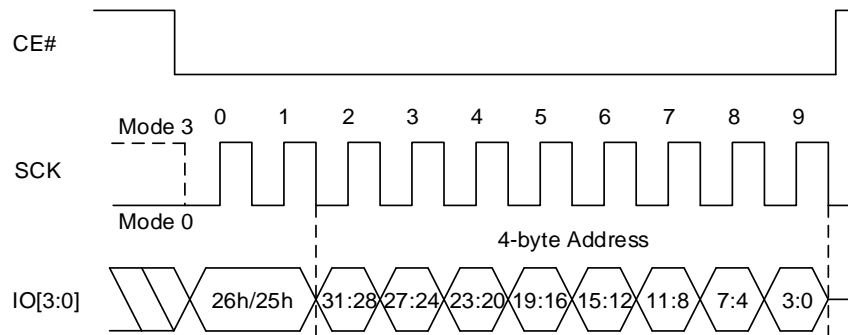 CE#
0 1 2 3 4 5 6 7 8 9
Mode 3
SCK
Mode 0
4-byte Address
IO[3:0] 26h/25h 31:28 27:24 23:20 19:16 15:12 11:8 7:4 3:0